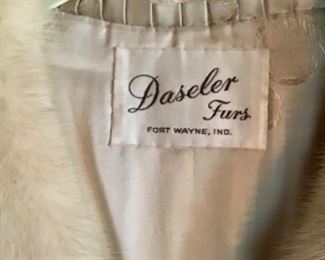 Daseler
Furs
FORT WAYNE, IND.